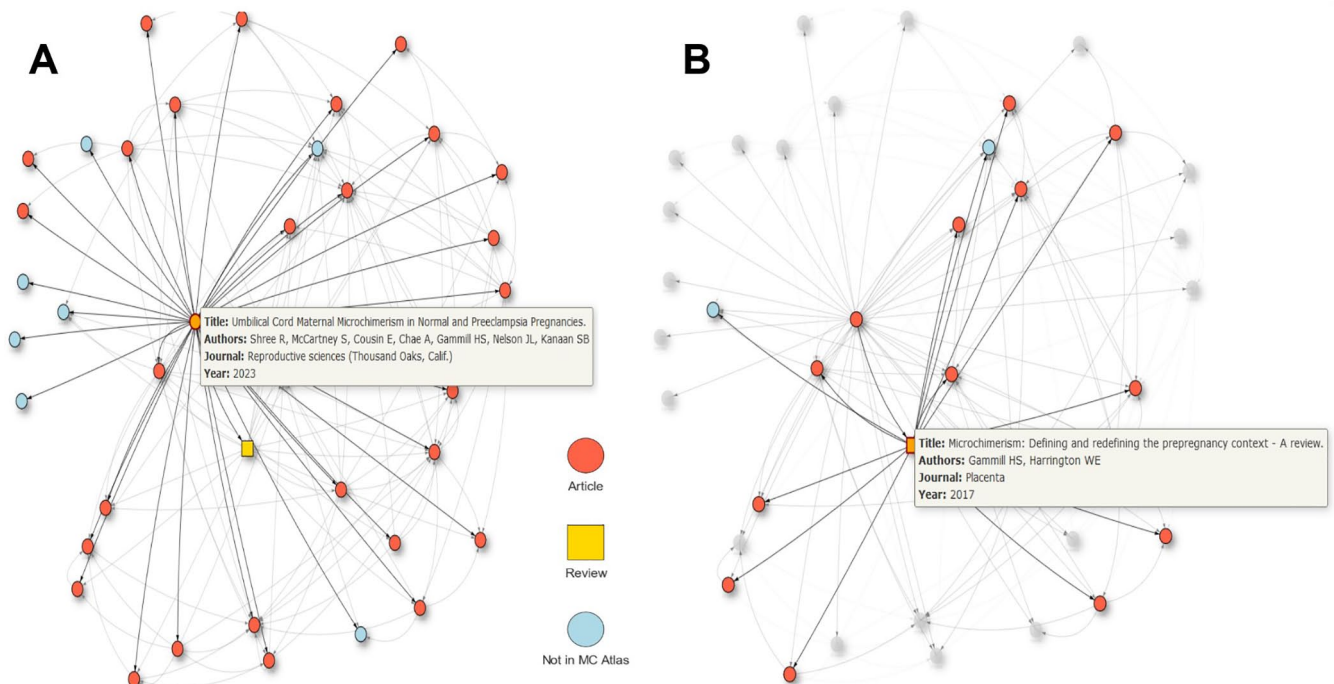 A
B
Title: Umbilical Cord Maternal Microchimerism in Normal and Preeclampsia Pregnancies.
Authors: Shree R, McCartney S, Cousin E, Chae A, Gammill HS, Nelson JL, Kanaan SB
Journal: Reproductive sciences (Thousand Oaks, Calif.)
Year: 2023
Article
Review
Not in MC Atlas
Title: Microchimerism: Defining and redefining the prepregnancy context - A review.
Authors: Gammill HS, Harrington WE
Journal: Placenta
Year: 2017